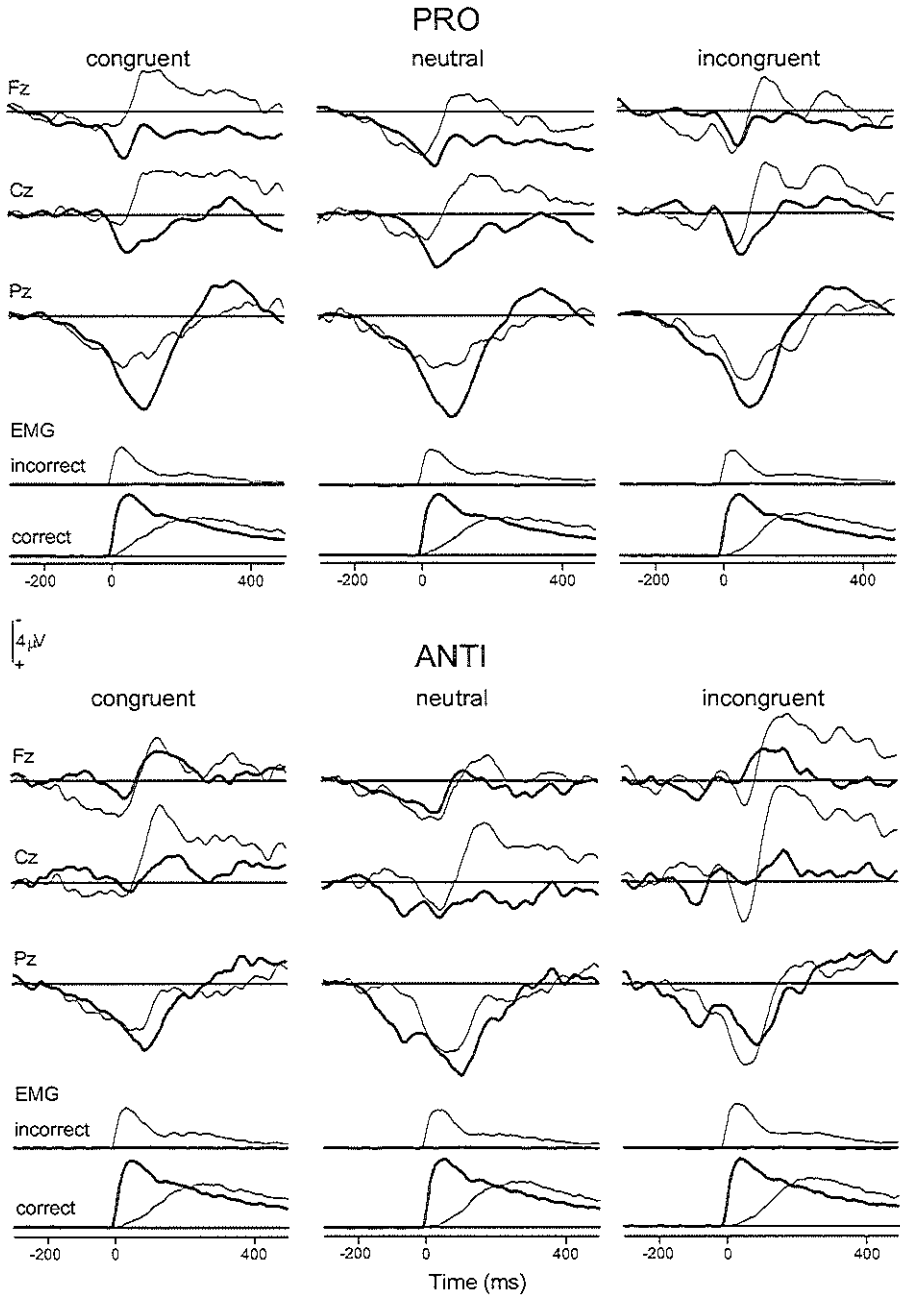 PRO
congruent neutral incongruent
Fz
Cz
Pz
EMG
incorrect
correct
-200 0 400 -200 0 400 -200 0 400
-
4 µV
+
ANTI
congruent neutral incongruent
Fz
Cz
Pz
EMG
incorrect
correct
-200 0 400 -200 0 400 -200 0 400
Time (ms)